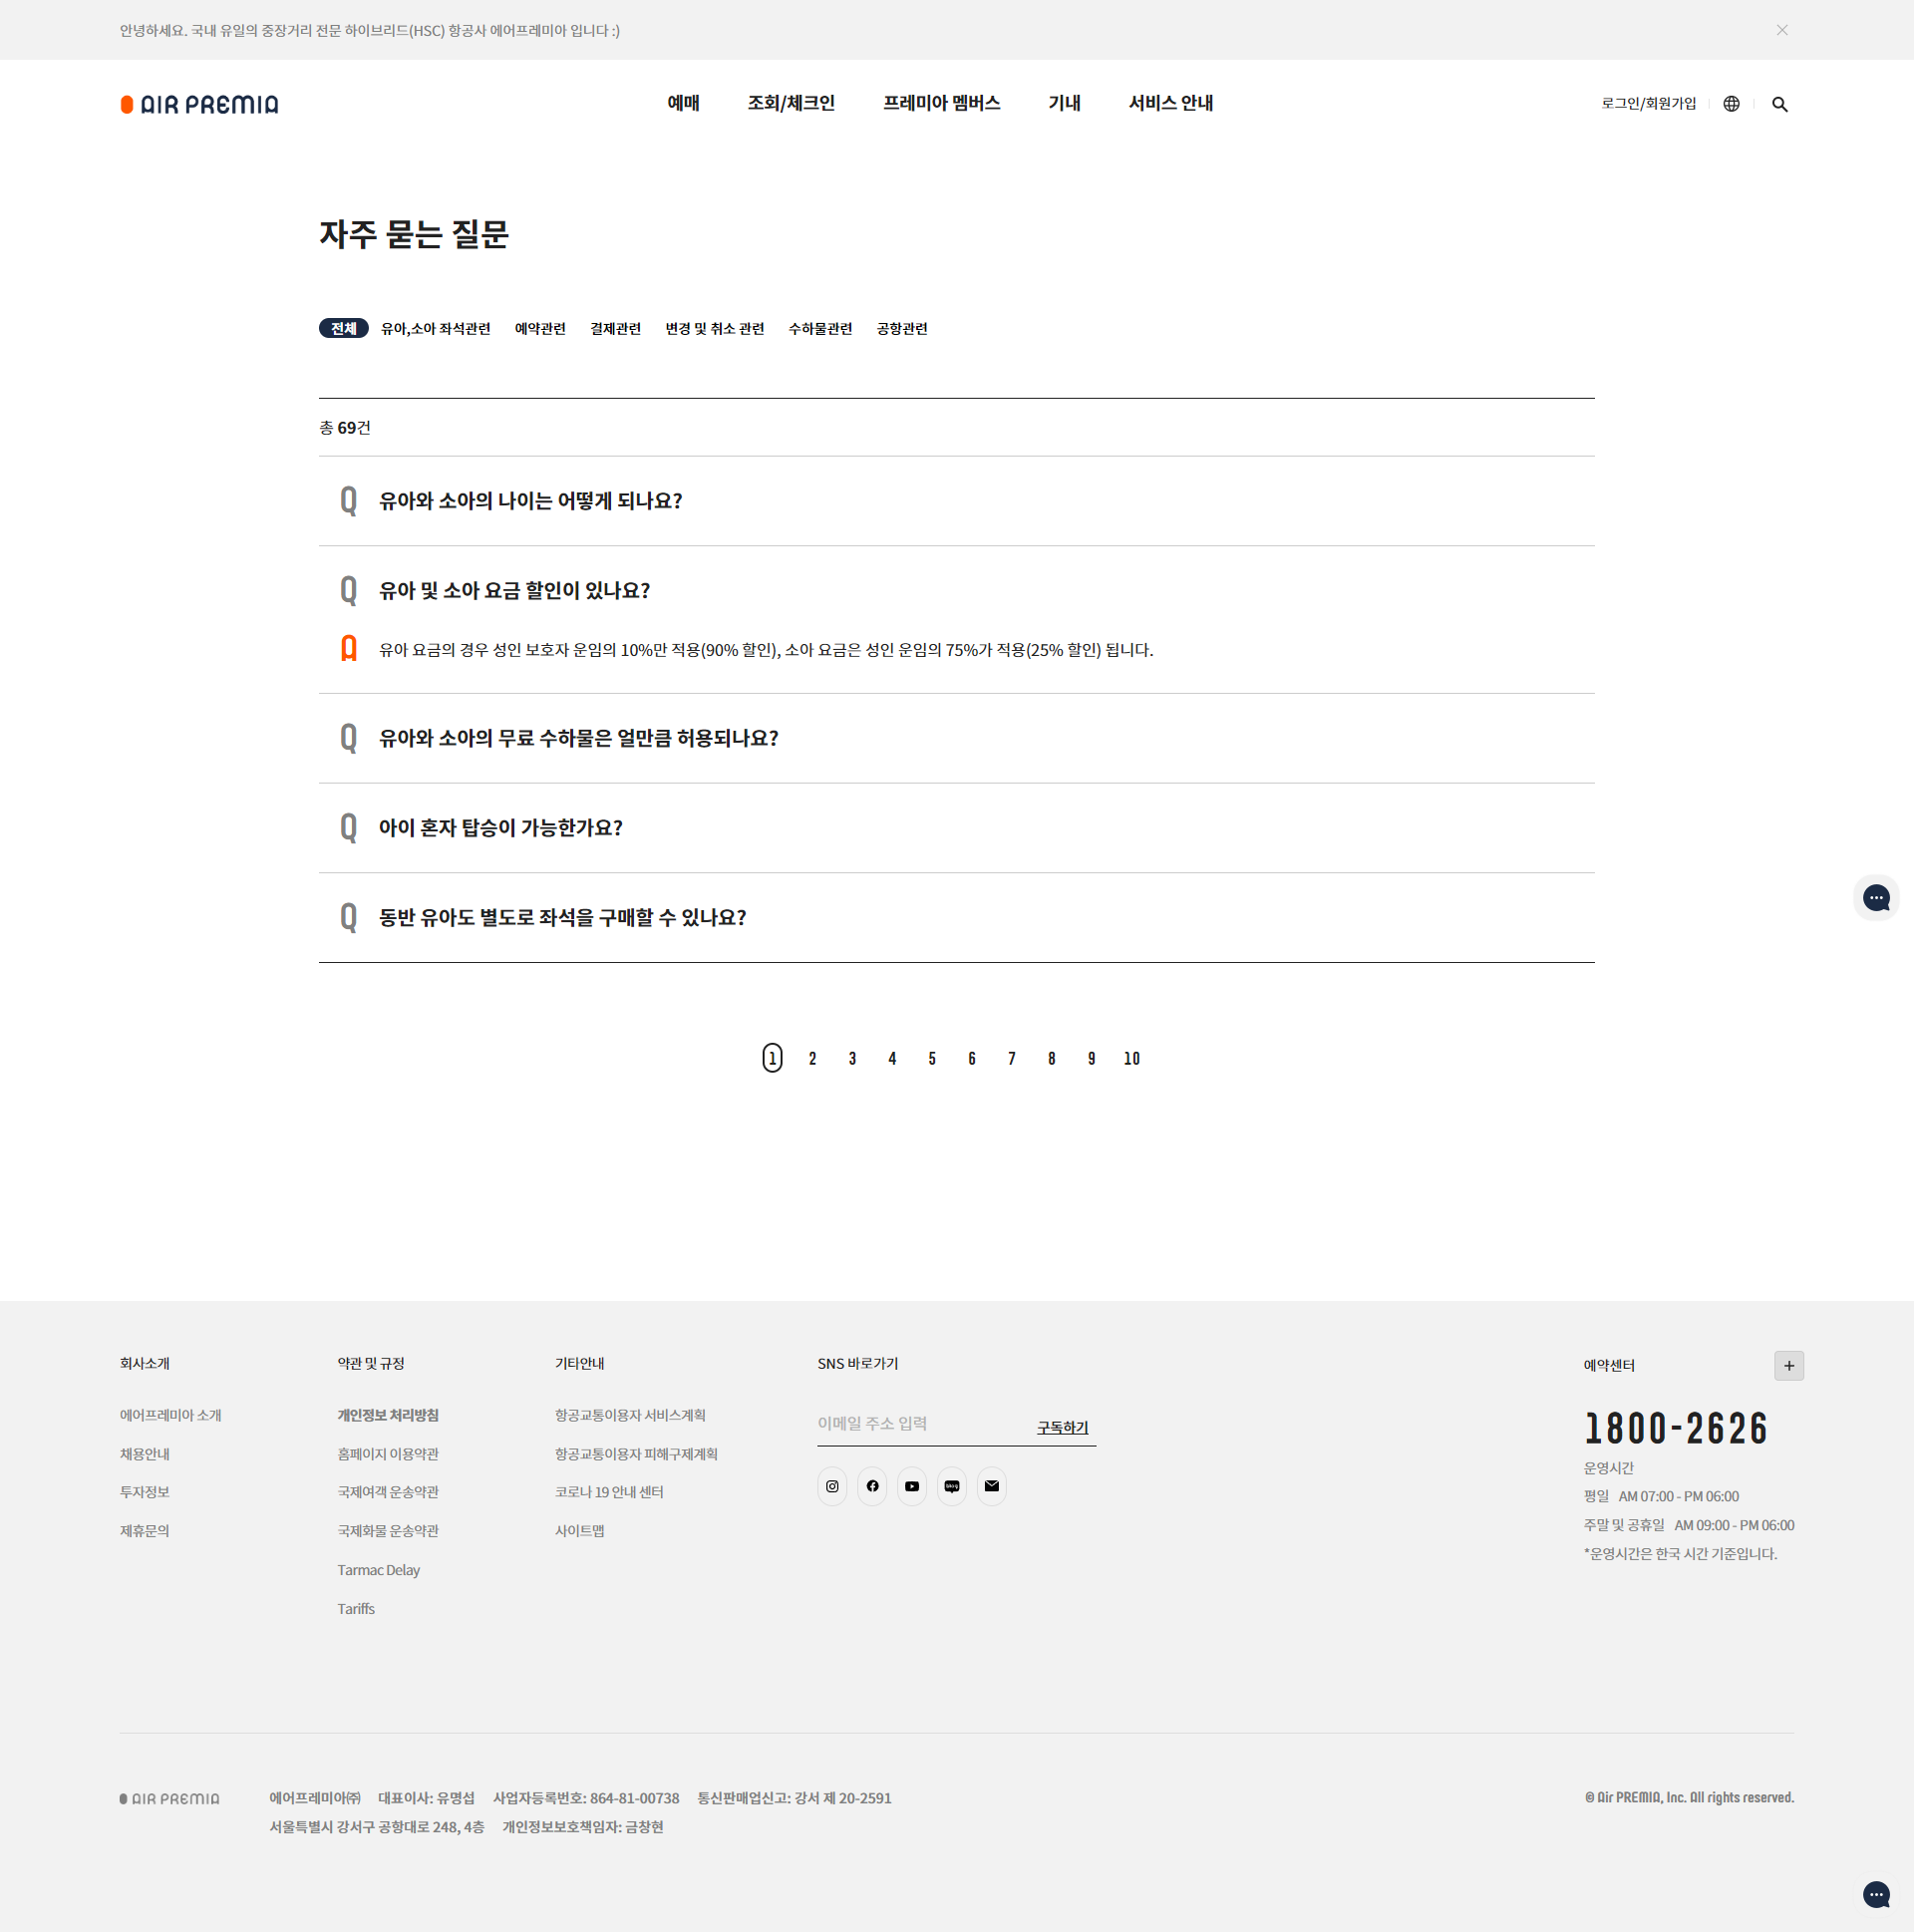 안녕하세요. 국내 유일의 중장거리 전문 하이브리드(HSC) 항공사 에어프레미아 입니다 :)
AIR PREMIA
예매 조회/체크인 프레미아 멤버스 기내 서비스 안내
로그인/회원가입
자주 묻는 질문
전체 유아,소아 좌석관련 예약관련 결제관련 변경 및 취소 관련 수하물관련 공항관련
총 69건
Q 유아와 소아의 나이는 어떻게 되나요?
Q 유아 및 소아 요금 할인이 있나요?
A 유아 요금의 경우 성인 보호자 운임의 10%만 적용(90% 할인), 소아 요금은 성인 운임의 75%가 적용(25% 할인) 됩니다.
Q 유아와 소아의 무료 수하물은 얼만큼 허용되나요?
Q 아이 혼자 탑승이 가능한가요?
Q 동반 유아도 별도로 좌석을 구매할 수 있나요?
1 2 3 4 5 6 7 8 9 10
회사소개
에어프레미아 소개
채용안내
투자정보
제휴문의
약관 및 규정
개인정보 처리방침
홈페이지 이용약관
국제여객 운송약관
국제화물 운송약관
Tarmac Delay
Tariffs
기타안내
항공교통이용자 서비스계획
항공교통이용자 피해구제계획
코로나 19 안내 센터
사이트맵
SNS 바로가기
이메일 주소 입력 구독하기
blog
예약센터 +
1800-2626
운영시간
평일 AM 07:00 - PM 06:00
주말 및 공휴일 AM 09:00 - PM 06:00
*운영시간은 한국 시간 기준입니다.
AIR PREMIA
에어프레미아㈜ 대표이사: 유명섭 사업자등록번호: 864-81-00738 통신판매업신고: 강서 제 20-2591
서울특별시 강서구 공항대로 248, 4층 개인정보보호책임자: 금창현
© Air PREMIA, Inc. All rights reserved.